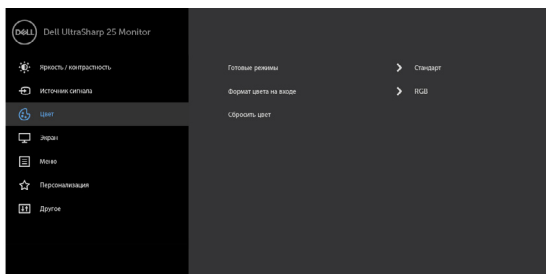 DELL
Dell UltraSharp 25 Monitor
Яркость / контрастность
Источник сигнала
Цвет
Экран
Меню
Персонализация
Другое
Готовые режимы
Стандарт
Формат цвета на входе
RGB
Сбросить цвет